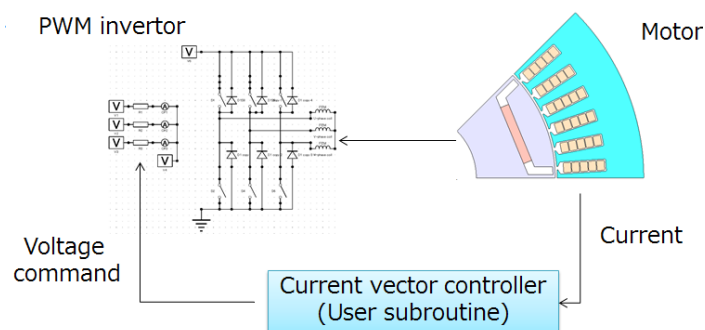 PWM invertor
Motor
V
V
V
V
V
Current
Voltage
command
Current vector controller
(User subroutine)